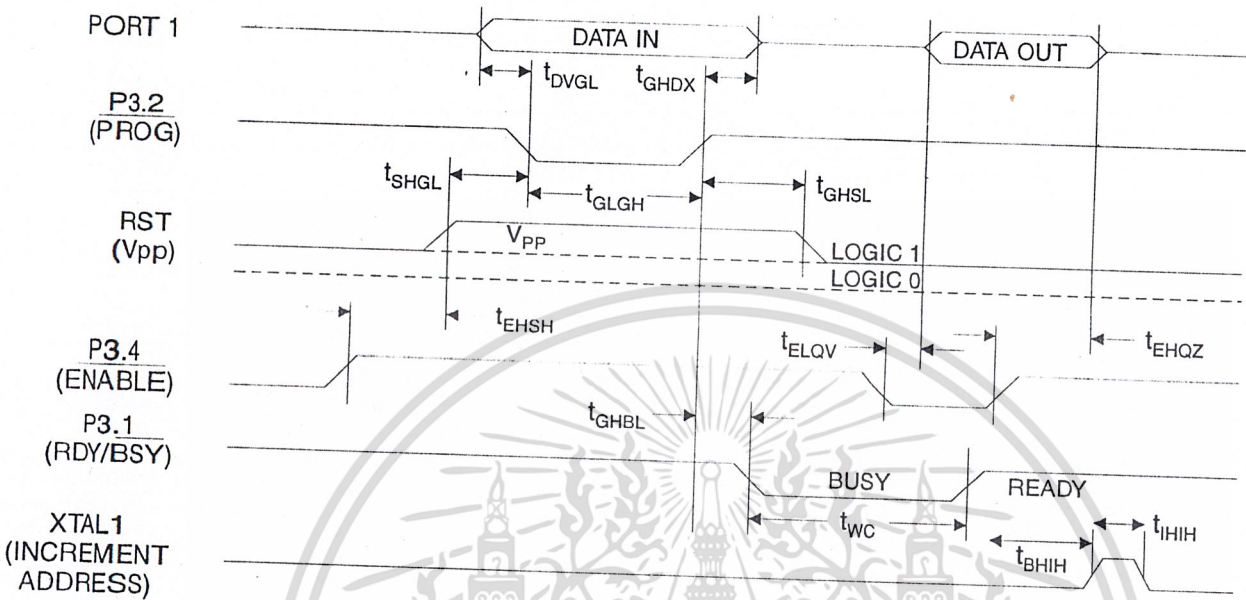 PORT 1
DATA IN
DATA OUT
tDVGL
tGHDX
P3.2
(PROG)
tSHGL
tGLGH
tGHSL
RST
(Vpp)
VPP
LOGIC 1
LOGIC 0
tEHSH
tELQV
tEHQZ
P3.4
(ENABLE)
tGHBL
P3.1
(RDY/BSY)
BUSY
READY
tWC
tIHIH
tBHIH
XTAL1
(INCREMENT
ADDRESS)